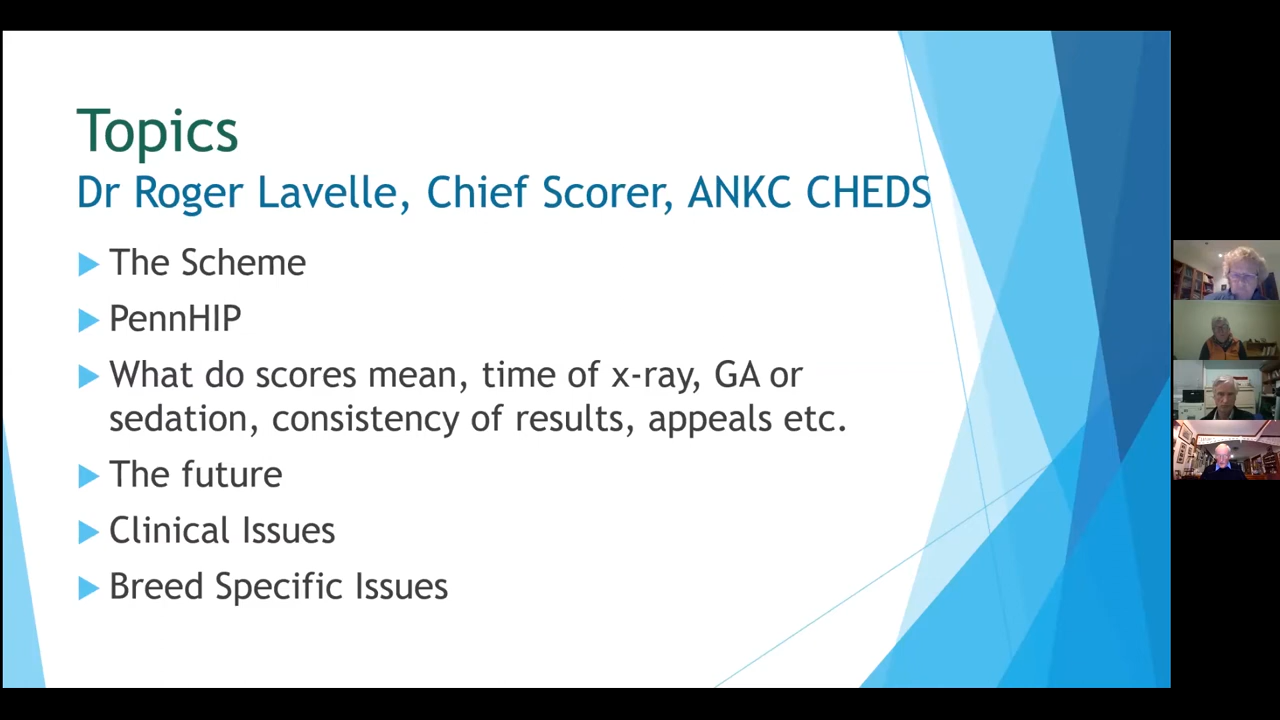 Topics
Dr Roger Lavelle, Chief Scorer, ANKC CHEDS
The Scheme
PennHIP
What do scores mean, time of x-ray, GA or
sedation, consistency of results, appeals etc.
The future
Clinical Issues
Breed Specific Issues